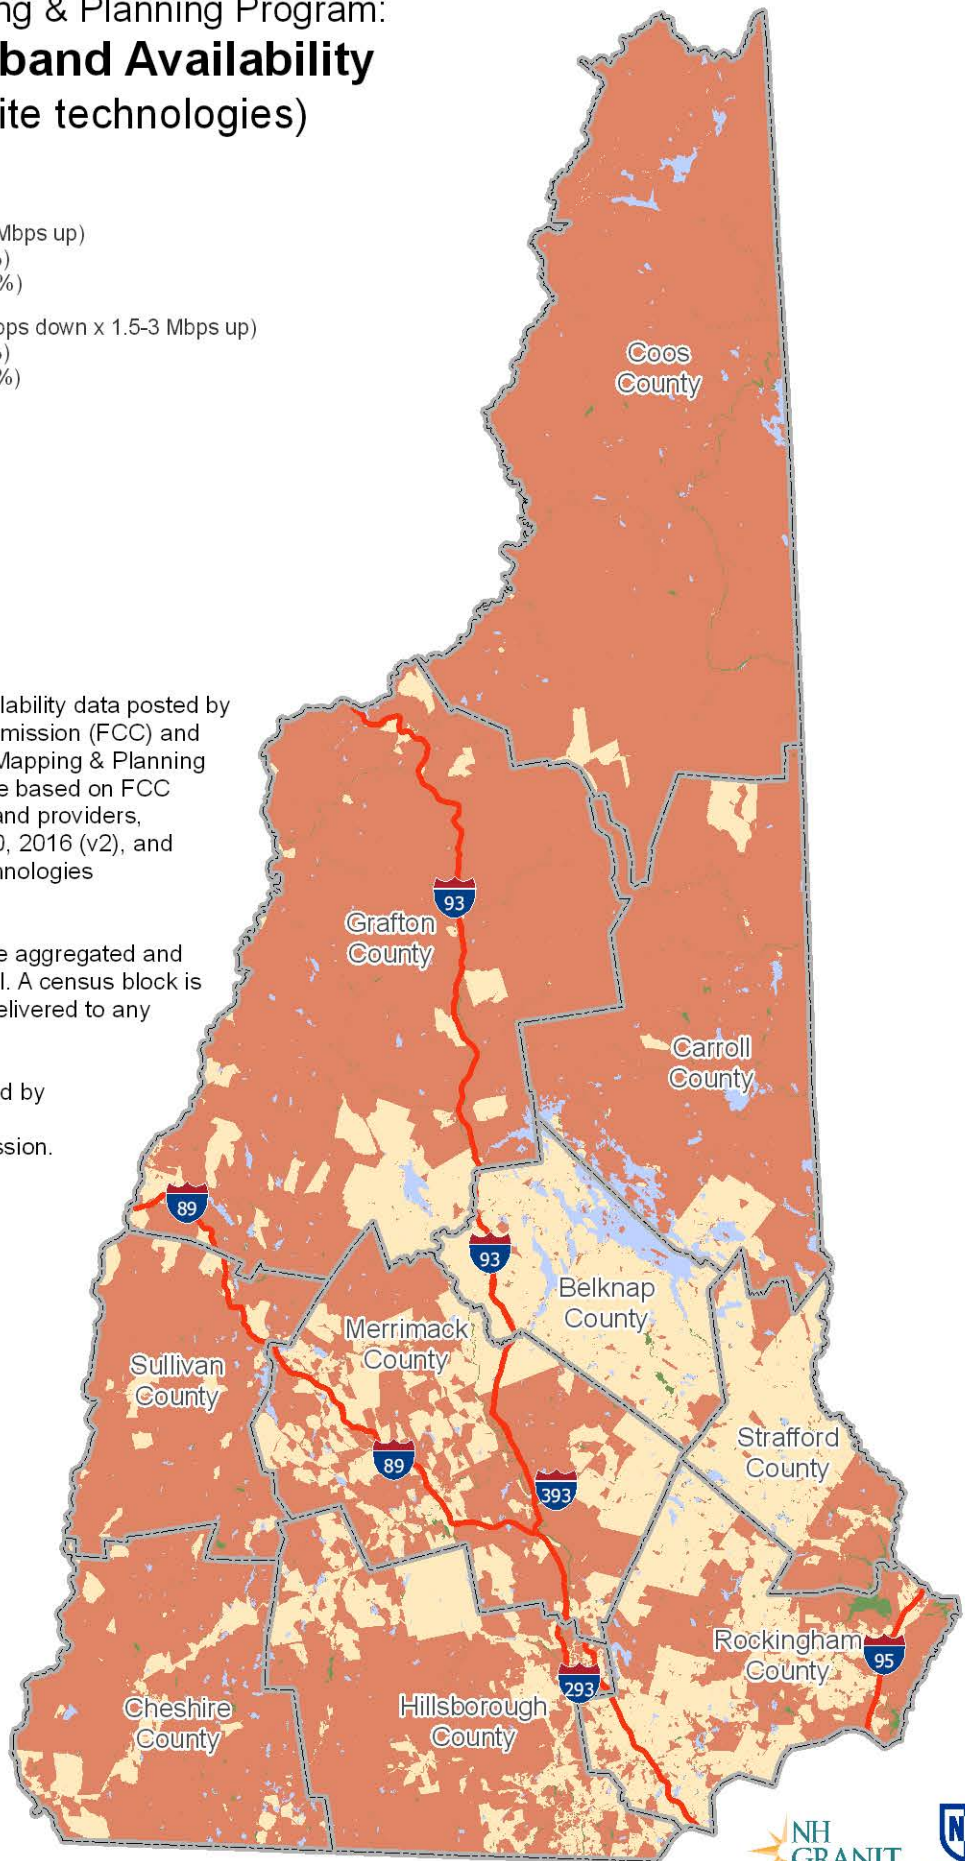 ng & Planning Program:
band Availability
ite technologies)
Mbps up)
)
%)
ops down x 1.5-3 Mbps up)
)
%)
Coos
County
lability data posted by
mission (FCC) and
Mapping & Planning
e based on FCC
and providers,
0, 2016 (v2), and
hnologies
93
Grafton
County
e aggregated and
l. A census block is
elivered to any
Carroll
County
d by
ssion.
89
93
Belknap
County
Merrimack
County
Sullivan
County
Strafford
County
89
393
Rockingham
County
95
293
Cheshire
County
Hillsborough
County
NH
GRANIT
N